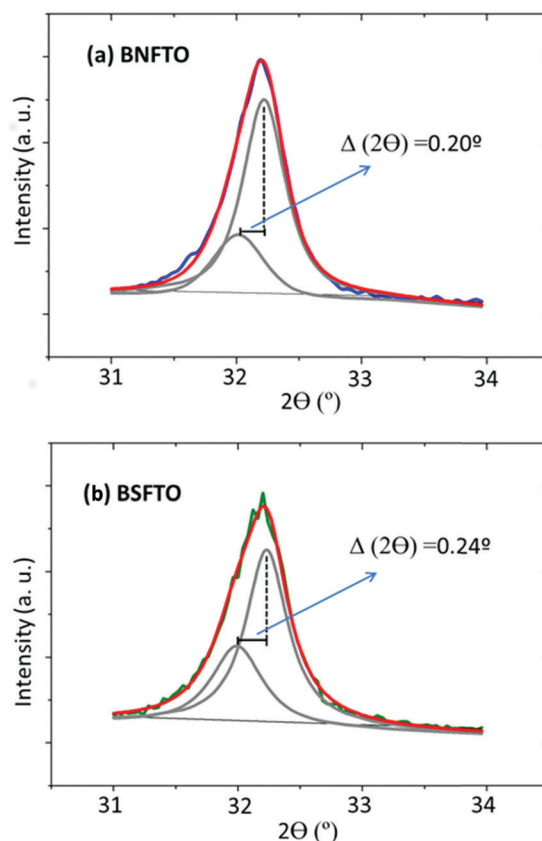 (a) BNFTO
Δ (2Θ) =0.20º
Intensity (a. u.)
31 32 33 34
2Θ (º)
(b) BSFTO
Δ (2Θ) =0.24º
Intensity (a. u.)
31 32 33 34
2Θ (º)